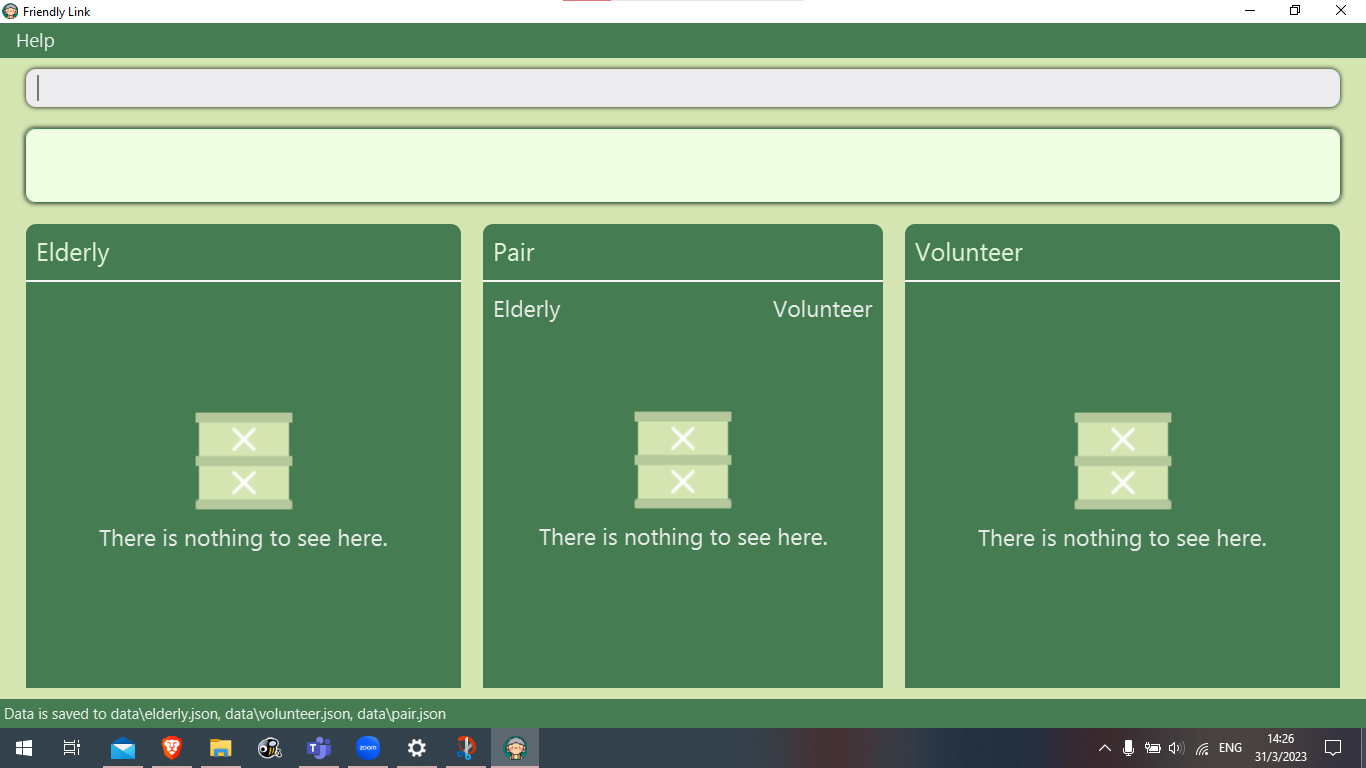 Friendly Link
Help
Elderly
Pair
Volunteer
Elderly
Volunteer
There is nothing to see here.
There is nothing to see here.
There is nothing to see here.
Data is saved to data\elderly.json, data\volunteer.json, data\pair.json
zoom
ENG
14:26
31/3/2023